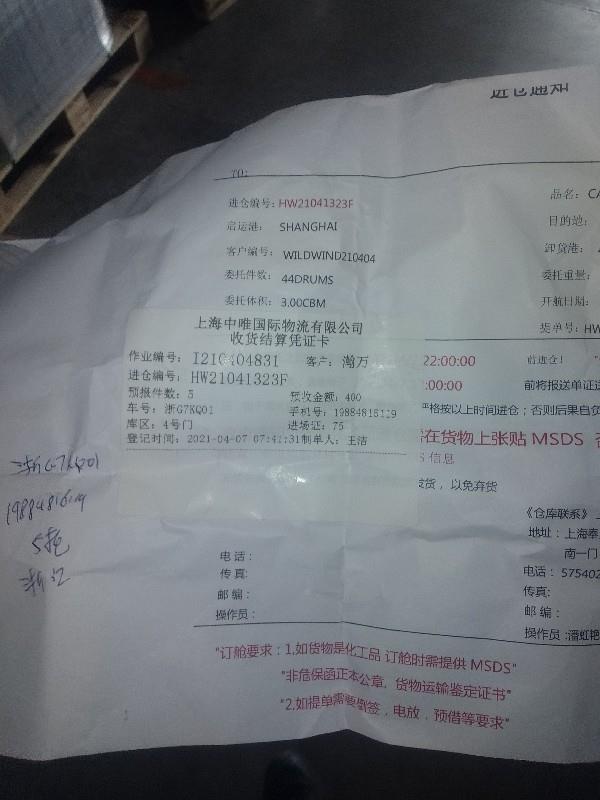 进仓通知
TO:
进仓编号: HW21041323F
品名: CA
启运港: SHANGHAI
目的地:
客户编号: WILDWIND210404
卸货港:
委托件数: 44DRUMS
委托重量:
委托体积: 3.00CBM
开航日期:
提单号: HW
上海中唯国际物流有限公司
收货结算凭证卡
作业编号: I210404831 客户: 瀚万
进仓编号: HW21041323F
预报件数: 5 预收金额: 400
车号: 浙G7KQ01 手机号: 19884816119
库区: 4号门 进场证: 75
登记时间: 2021-04-07 07:41:31 制单人: 王洁
22:00:00 前进仓!
:00:00 前将报送单证送
严格按以上时间进仓;否则后果自负
在货物上张贴 MSDS
S 信息
发货,以免弃货
浙G7KQ01
19884816119
5托
浙江
《仓库联系》
地址:上海奉
南一门
电话: 575402
传真:
邮编:
操作员:潘虹艳
电话:
传真:
邮编:
操作员:
"订舱要求:1.如货物是化工品 订舱时需提供 MSDS"
"非危保函正本公章, 货物运输鉴定证书"
"2.如提单需要倒签,电放,预借等要求"